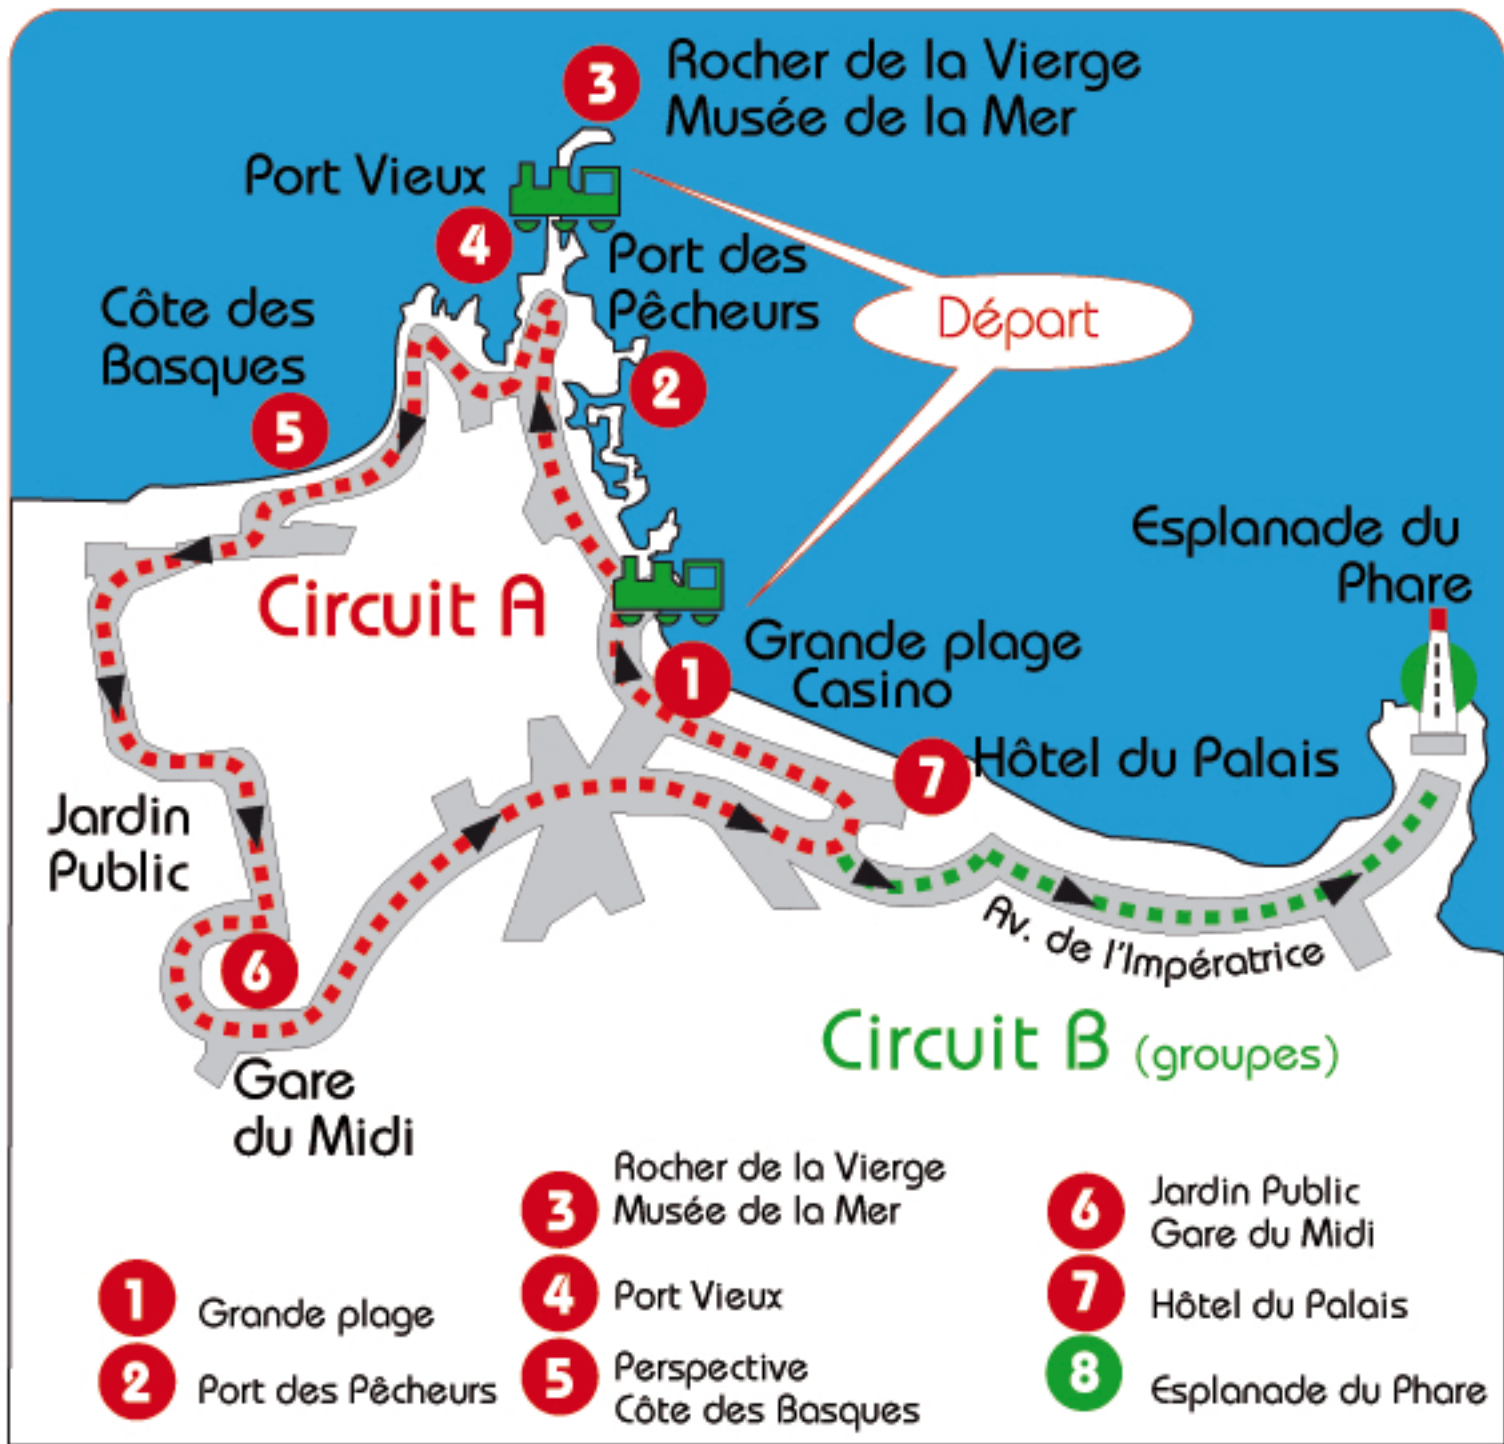 3
Rocher de la Vierge
Musée de la Mer
Port Vieux
4
Port des
Pêcheurs
2
Départ
Côte des
Basques
5
Circuit A
Esplanade du
Phare
1
Grande plage
Casino
7
Hôtel du Palais
Jardin
Public
6
Av. de l'Impératrice
Circuit B (groupes)
Gare
du Midi
1 Grande plage
2 Port des Pêcheurs
3 Rocher de la Vierge
Musée de la Mer
4 Port Vieux
5 Perspective
Côte des Basques
6 Jardin Public
Gare du Midi
7 Hôtel du Palais
8 Esplanade du Phare